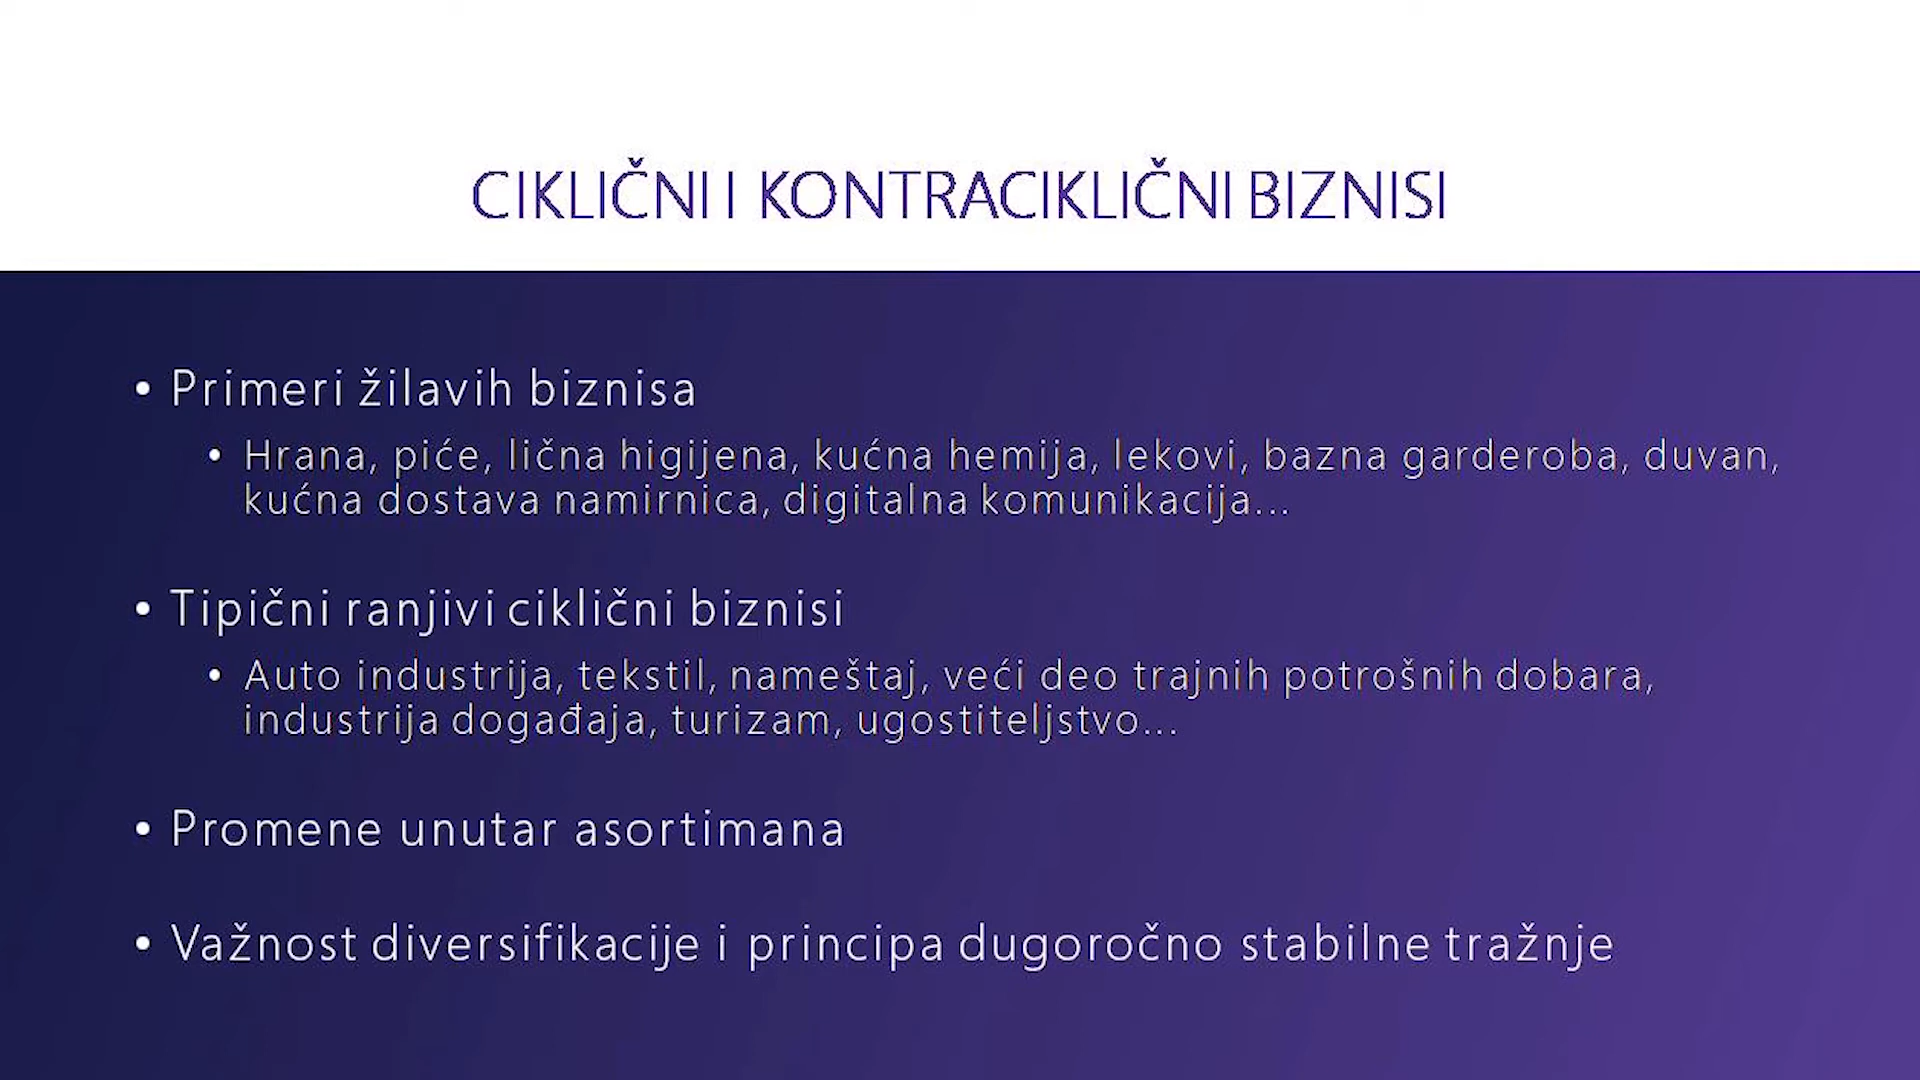 CIKLIČNI I KONTRACIKLIČNI BIZNISI
• Primeri žilavih biznisa
• Hrana, piće, lična higijena, kućna hemija, lekovi, bazna garderoba, duvan,
kućna dostava namirnica, digitalna komunikacija...
• Tipični ranjivi ciklični biznisi
• Auto industrija, tekstil, nameštaj, veći deo trajnih potrošnih dobara,
industrija događaja, turizam, ugostiteljstvo...
• Promene unutar asortimana
• Važnost diversifikacije i principa dugoročno stabilne tražnje